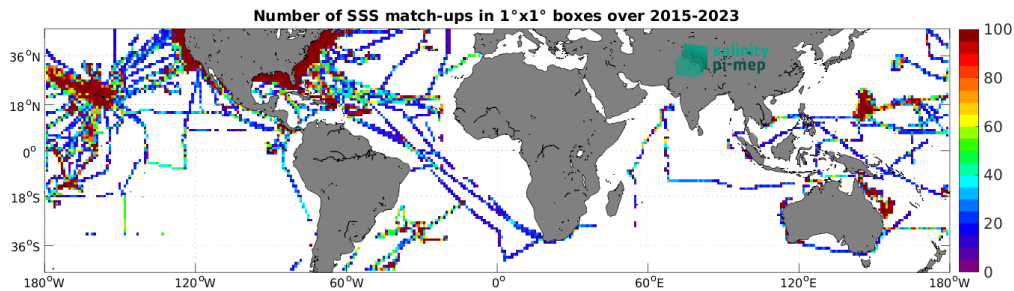 Number of SSS match-ups in 1°x1° boxes over 2015-2023
salinity
pi-mep
36°N
18°N
0°
18°S
36°S
180°W
120°W
60°W
0°
60°E
120°E
180°W
100
80
60
40
20
0